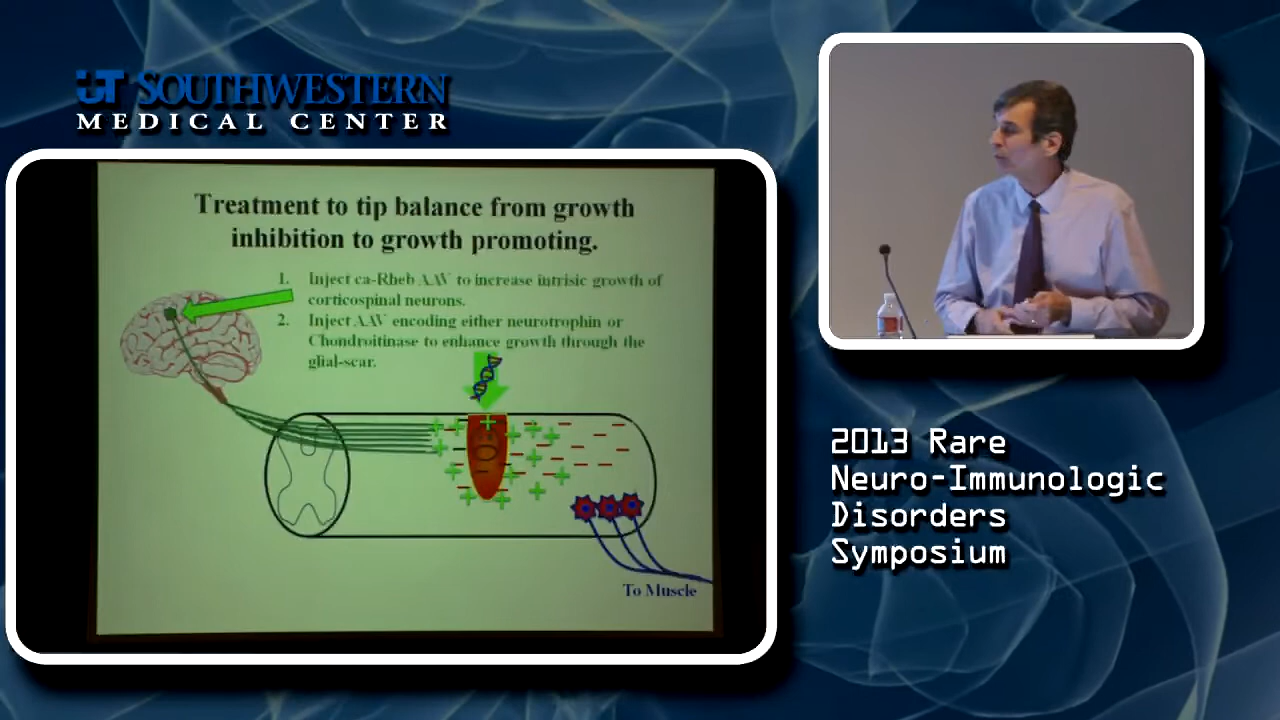 UT SOUTHWESTERN
MEDICAL CENTER
Treatment to tip balance from growth
inhibition to growth promoting.
1. Inject ca-Rheb AAV to increase intrisic growth of
corticospinal neurons.
2. Inject AAV encoding either neurotrophin or
Chondroitinase to enhance growth through the
glial-scar.
To Muscle
2013 Rare
Neuro-Immunologic
Disorders
Symposium